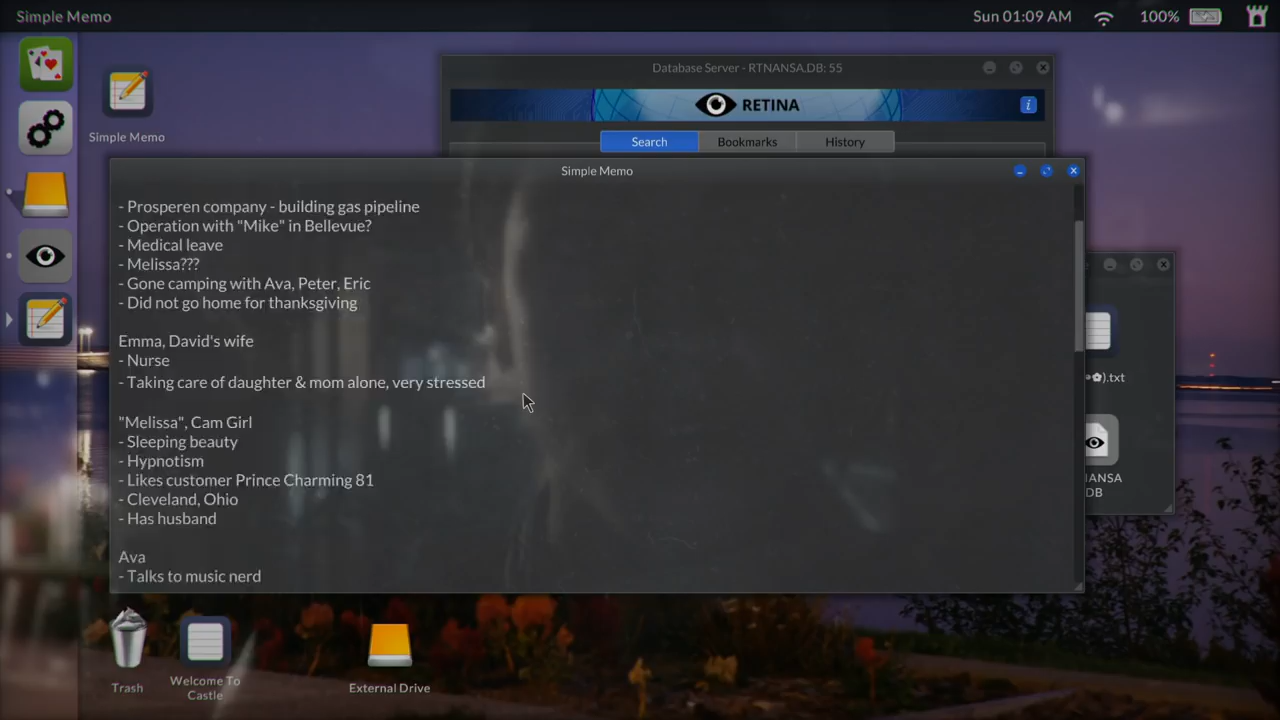 Simple Memo
Sun 01:09 AM
100%
Simple Memo
Database Server - RTNANSA.DB: 55
RETINA
i
Search
Bookmarks
History
Simple Memo
- Prosperen company - building gas pipeline
- Operation with "Mike" in Bellevue?
- Medical leave
- Melissa???
- Gone camping with Ava, Peter, Eric
- Did not go home for thanksgiving
Emma, David's wife
- Nurse
- Taking care of daughter & mom alone, very stressed
"Melissa", Cam Girl
- Sleeping beauty
- Hypnotism
- Likes customer Prince Charming 81
- Cleveland, Ohio
- Has husband
Ava
- Talks to music nerd
).txt
IANSA
DB
Trash
Welcome To
Castle
External Drive